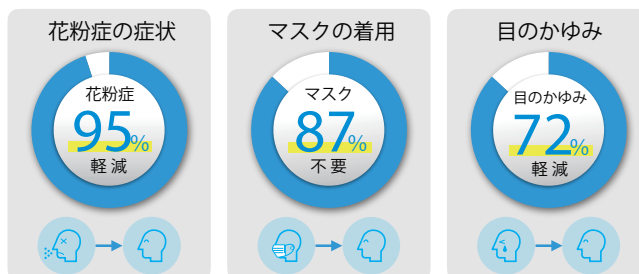 花粉症の症状
花粉症
95%
軽減
マスクの着用
マスク
87%
不要
目のかゆみ
目のかゆみ
72%
軽減